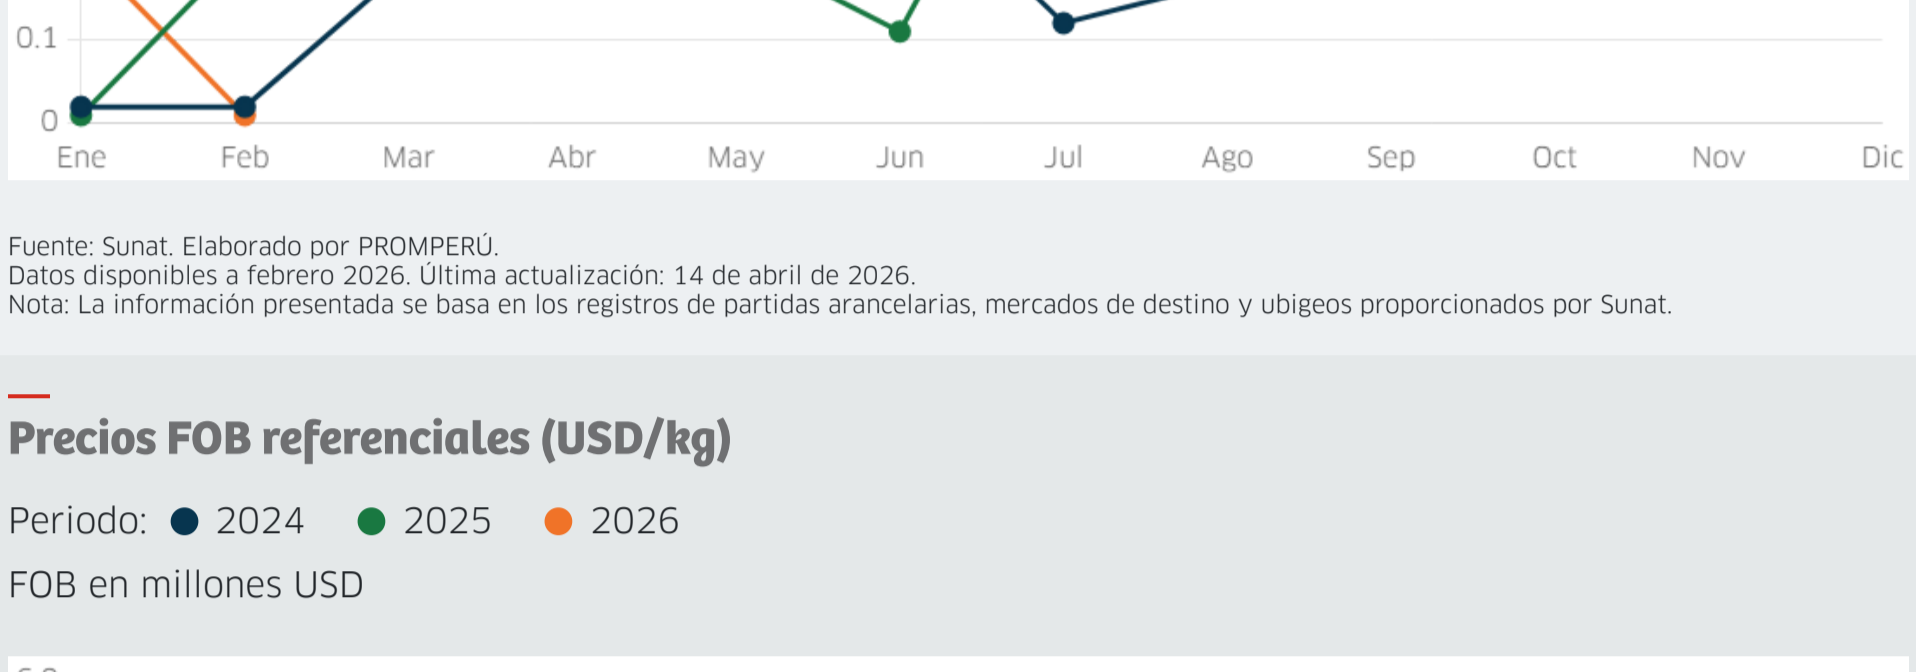 0.1
0
Ene Feb Mar Abr May Jun Jul Ago Sep Oct Nov Dic
Fuente: Sunat. Elaborado por PROMPERÚ.
Datos disponibles a febrero 2026. Última actualización: 14 de abril de 2026.
Nota: La información presentada se basa en los registros de partidas arancelarias, mercados de destino y ubigeos proporcionados por Sunat.
Precios FOB referenciales (USD/kg)
Periodo: 2024 2025 2026
FOB en millones USD